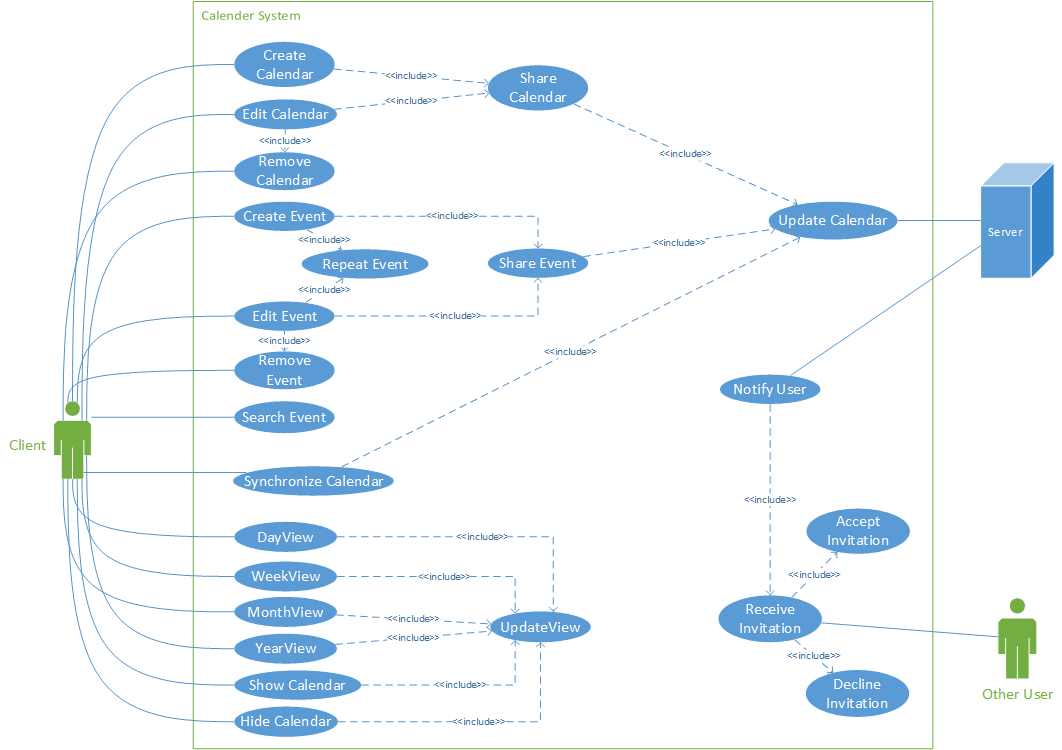 Calender System
Create
Calendar
<<include>>
Share
Calendar
<<include>>
Edit Calendar
<<include>>
<<include>>
Remove
Calendar
Create Event
<<include>>
Update Calendar
Server
<<include>>
<<include>>
Repeat Event
Share Event
<<include>>
Edit Event
<<include>>
<<include>>
<<include>>
Remove
Event
Notify User
Search Event
Client
Synchronize Calendar
<<include>>
Accept
Invitation
DayView
<<include>>
WeekView
<<include>>
<<include>>
MonthView
<<include>>
Receive
Invitation
UpdateView
<<include>>
YearView
<<include>>
Show Calendar
<<include>>
Decline
Invitation
Other User
Hide Calendar
<<include>>